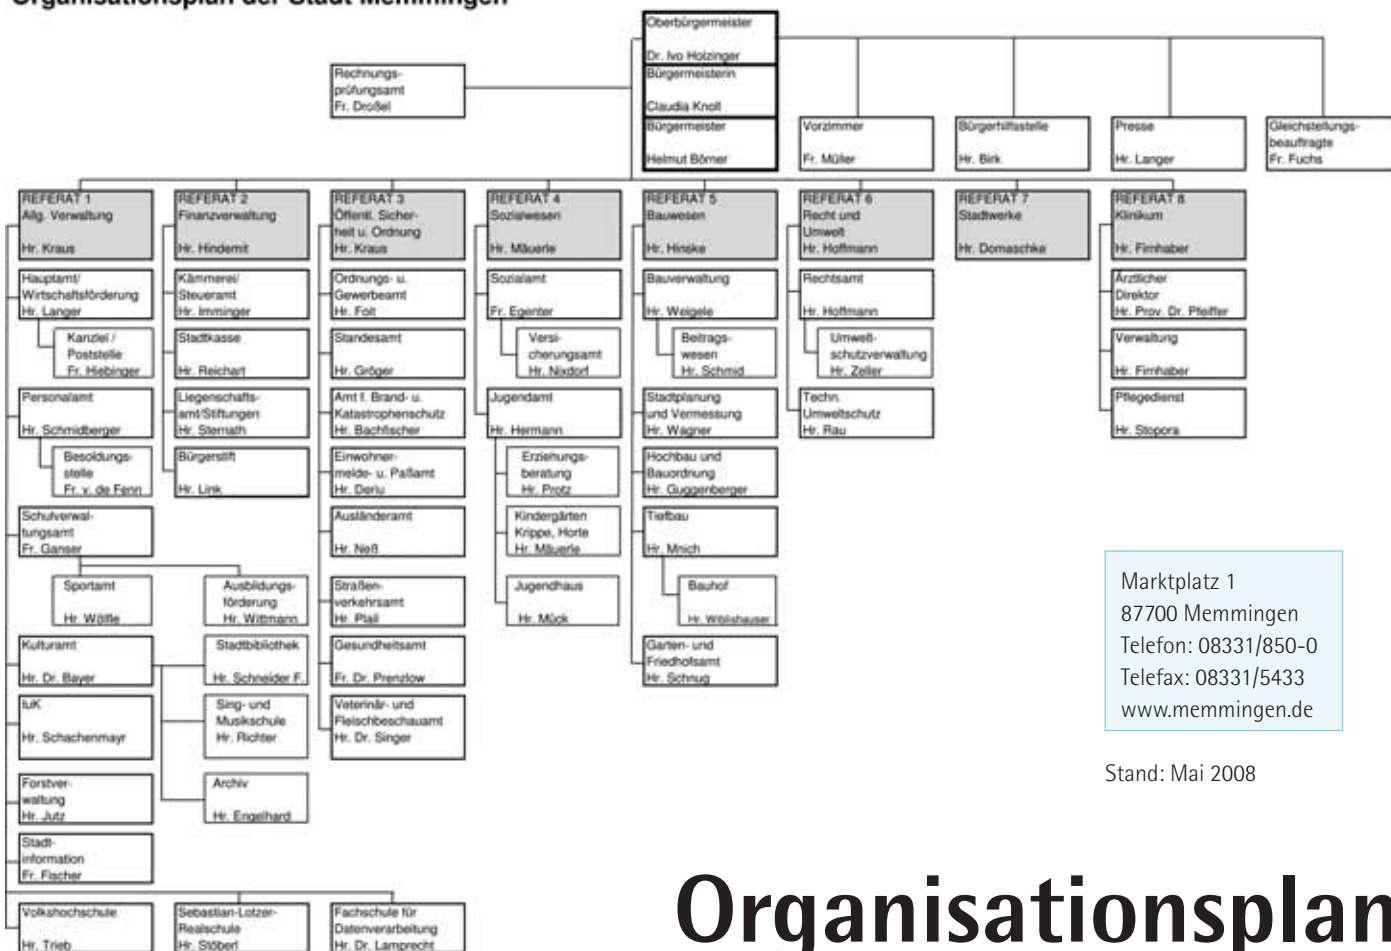 Organisationsplan der Stadt Memmingen
Oberbürgermeister
Dr. Ivo Holzinger
Bürgermeisterin
Claudia Knoll
Bürgermeister
Helmut Börner
Rechnungs-
prüfungsamt
Fr. Droßel
Vorzimmer
Fr. Müller
Bürgerhilfsstelle
Hr. Birk
Presse
Hr. Langer
Gleichstellungs-
beauftragte
Fr. Fuchs
REFERAT 1
Allg. Verwaltung
Hr. Kraus
REFERAT 2
Finanzverwaltung
Hr. Hindemit
REFERAT 3
Öffentl. Sicher-
heit u. Ordnung
Hr. Kraus
REFERAT 4
Sozialwesen
Hr. Mäuerle
REFERAT 5
Bauwesen
Hr. Hinske
REFERAT 6
Recht und
Umwelt
Hr. Hoffmann
REFERAT 7
Stadtwerke
Hr. Domaschke
REFERAT 8
Klinikum
Hr. Firnhaber
Hauptamt/
Wirtschaftsförderung
Hr. Langer
Kanzlei /
Poststelle
Fr. Hiebinger
Personalamt
Hr. Schmidberger
Besoldungs-
stelle
Fr. v. de Fenn
Schulverwal-
tungsamt
Fr. Ganser
Sportamt
Hr. Wölfle
Ausbildungs-
förderung
Hr. Wittmann
Kulturamt
Hr. Dr. Bayer
Stadtbibliothek
Hr. Schneider F.
Sing- und
Musikschule
Hr. Richter
Archiv
Hr. Engelhard
IuK
Hr. Schachenmayr
Forstver-
waltung
Hr. Jutz
Stadt-
information
Fr. Fischer
Volkshochschule
Hr. Trieb
Sebastian-Lotzer-
Realschule
Hr. Stöberl
Fachschule für
Datenverarbeitung
Hr. Dr. Lamprecht
Kämmerei/
Steueramt
Hr. Imminger
Stadtkasse
Hr. Reichart
Liegenschafts-
amt/Stiftungen
Hr. Sternath
Bürgerstift
Hr. Link
Ordnungs- u.
Gewerbeamt
Hr. Foit
Standesamt
Hr. Gröger
Amt f. Brand- u.
Katastrophenschutz
Hr. Bachfischer
Einwohner-
melde- u. Paßamt
Hr. Deriu
Ausländeramt
Hr. Neß
Straßen-
verkehrsamt
Hr.
Gesundheitsamt
Fr. Dr. Prenzlow
Veterinär- und
Fleischbeschauamt
Hr. Dr. Singer
Sozialamt
Fr. Egenter
Versi-
cherungsamt
Hr. Nixdorf
Jugendamt
Hr. Hermann
Erziehungs-
beratung
Hr. Protz
Kindergärten
Krippe, Horte
Hr. Mäuerle
Jugendhaus
Hr. Mück
Bauverwaltung
Hr. Weigele
Beitrags-
wesen
Hr. Schmid
Stadtplanung
und Vermessung
Hr. Wagner
Hochbau und
Bauordnung
Hr. Guggenberger
Tiefbau
Hr. Mnich
Bauhof
Hr. Wiblishauser
Garten- und
Friedhofsamt
Hr. Schnug
Rechtsamt
Hr. Hoffmann
Umwelt-
schutzverwaltung
Hr. Zeller
Techn.
Umweltschutz
Hr. Rau
Ärztlicher
Direktor
Hr. Prov. Dr. Pfeiffer
Verwaltung
Hr. Firnhaber
Pflegedienst
Hr. Stopora
Marktplatz 1
87700 Memmingen
Telefon: 08331/850-0
Telefax: 08331/5433
www.memmingen.de
Stand: Mai 2008
Organisationsplan